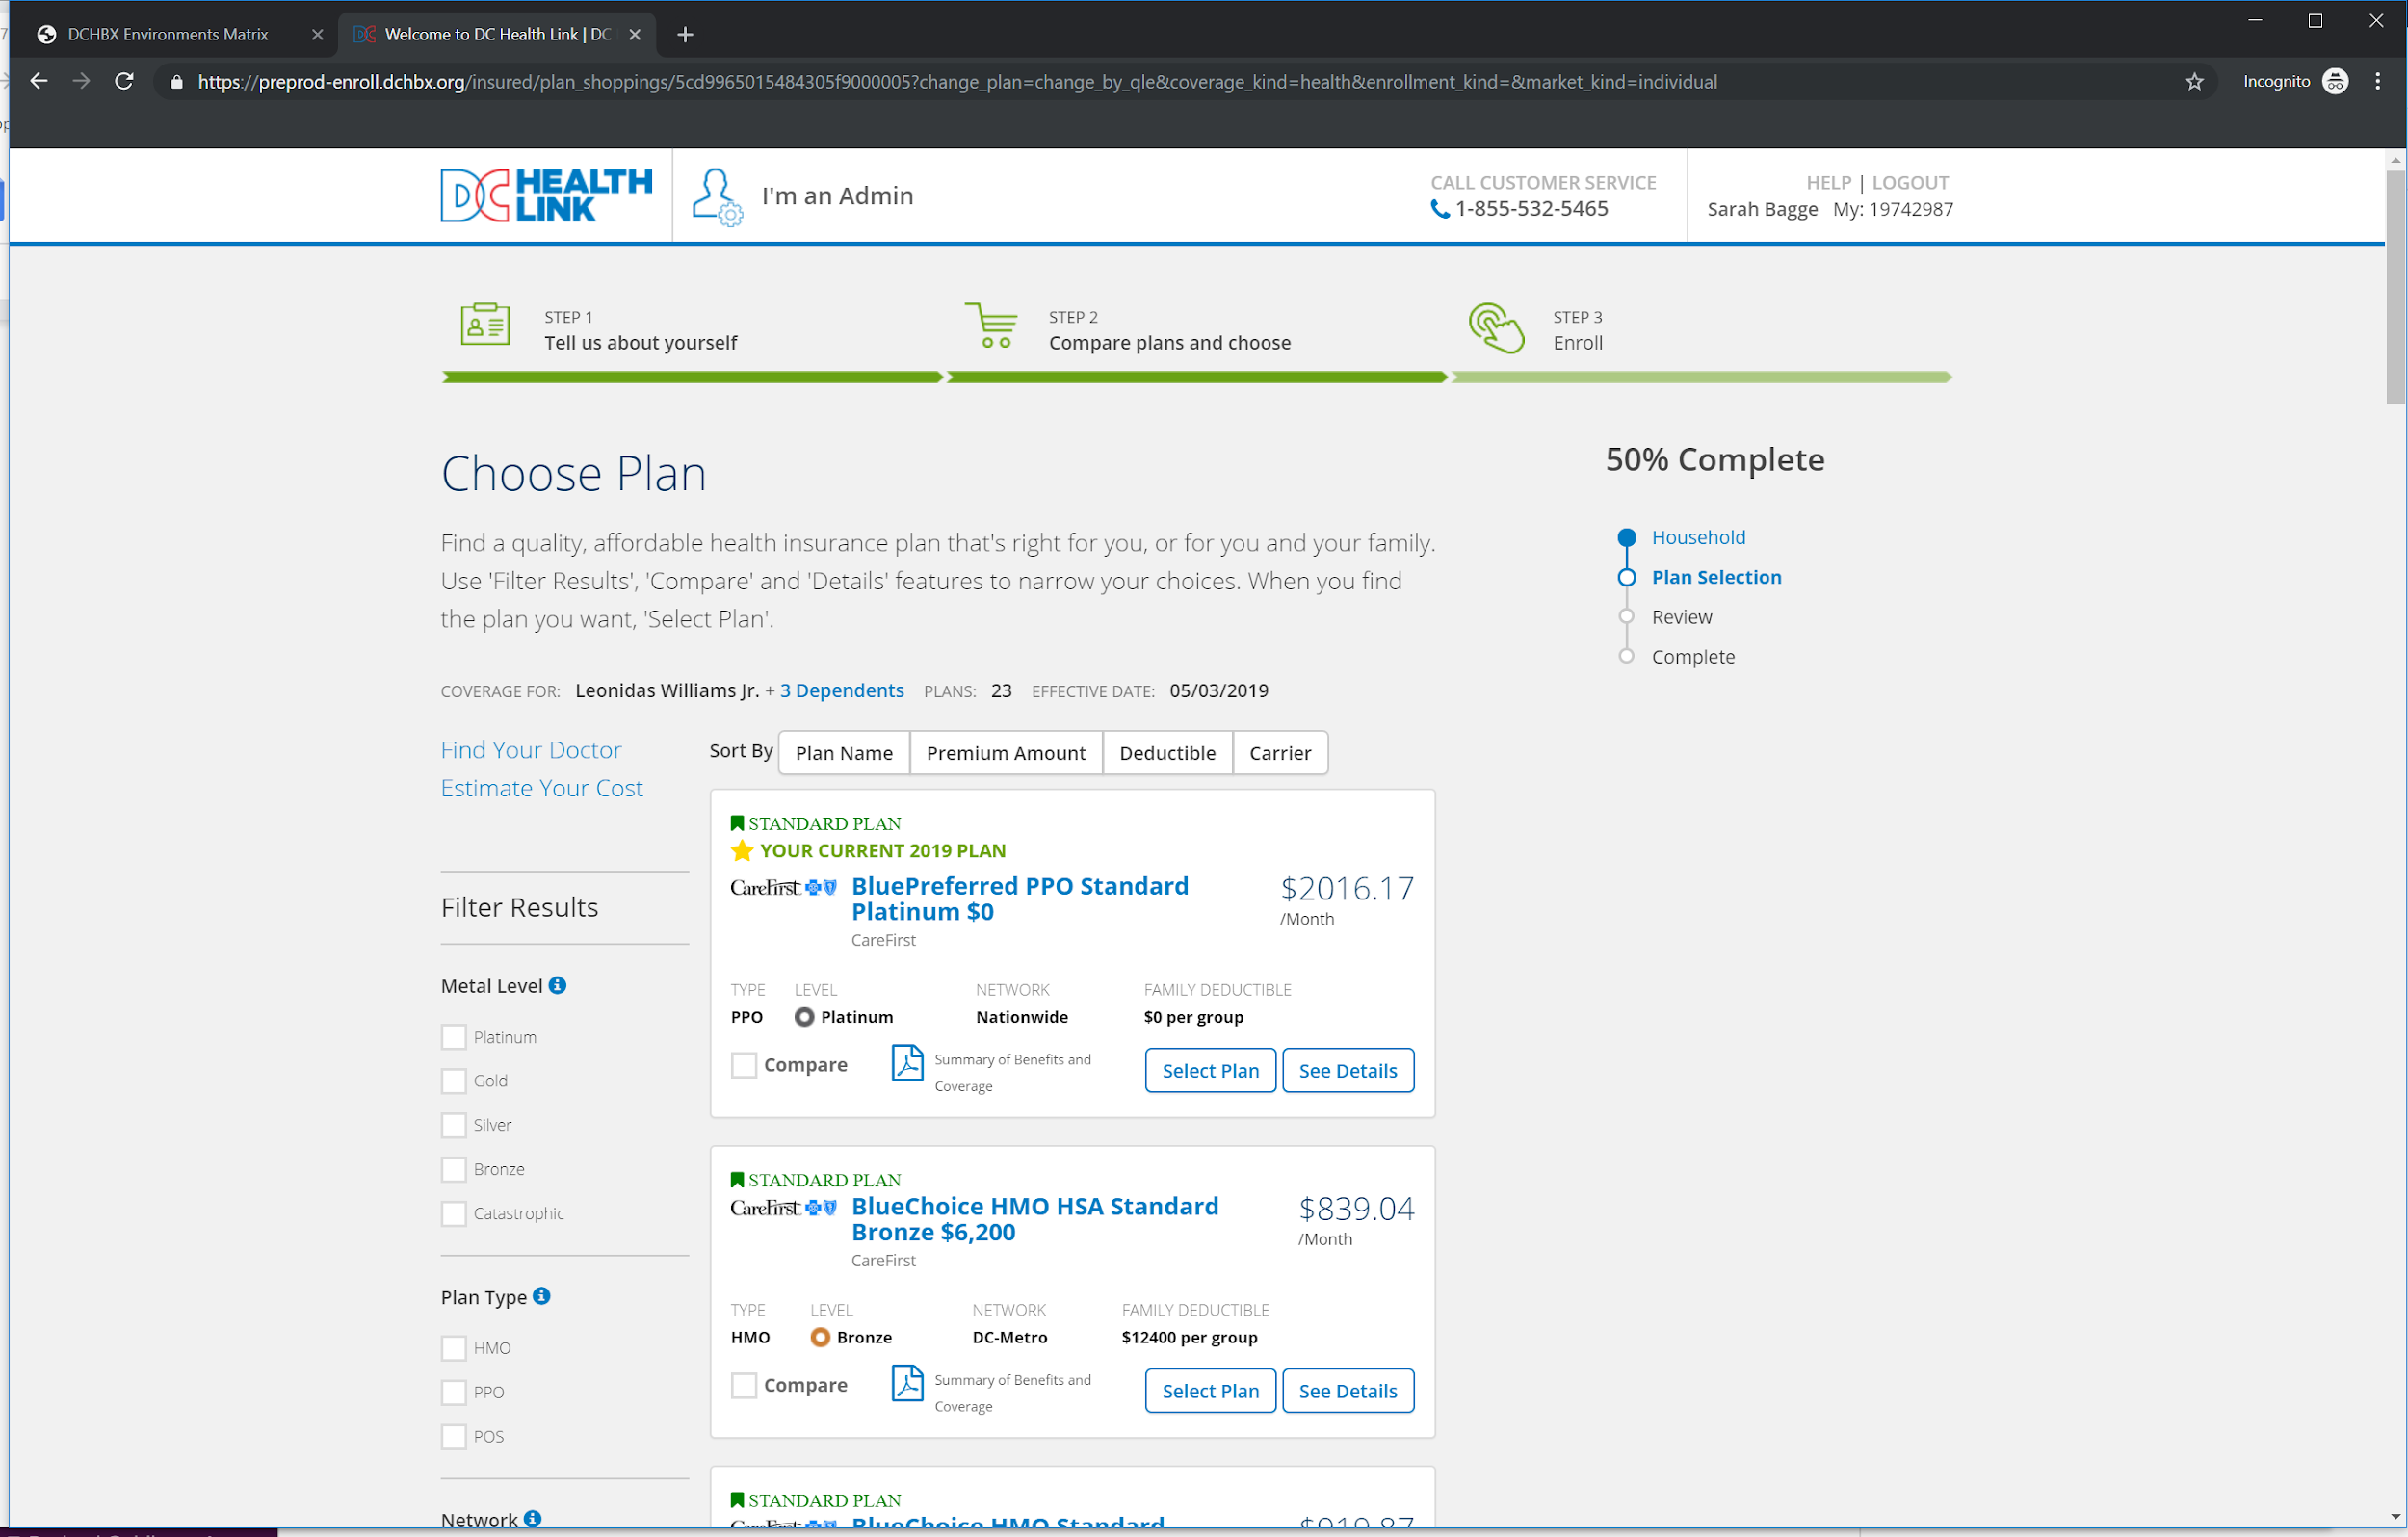 DCHBX Environments Matrix
Welcome to DC Health Link | DC
https://preprod-enroll.dchbx.org/insured/plan_shoppings/5cd9965015484305f9000005?change_plan=change_by_qle&coverage_kind=health&enrollment_kind=&market_kind=individual
Incognito
DC HEALTH LINK
I'm an Admin
CALL CUSTOMER SERVICE
1-855-532-5465
HELP | LOGOUT
Sarah Bagge My: 19742987
STEP 1
Tell us about yourself
STEP 2
Compare plans and choose
STEP 3
Enroll
Choose Plan
Find a quality, affordable health insurance plan that's right for you, or for you and your family.
Use 'Filter Results', 'Compare' and 'Details' features to narrow your choices. When you find
the plan you want, 'Select Plan'.
50% Complete
Household
Plan Selection
Review
Complete
COVERAGE FOR: Leonidas Williams Jr. + 3 Dependents PLANS: 23 EFFECTIVE DATE: 05/03/2019
Find Your Doctor
Estimate Your Cost
Filter Results
Metal Level
Platinum
Gold
Silver
Bronze
Catastrophic
Plan Type
HMO
PPO
POS
Network
Sort By Plan Name Premium Amount Deductible Carrier
STANDARD PLAN
YOUR CURRENT 2019 PLAN
CareFirst BluePreferred PPO Standard
Platinum $0
CareFirst
$2016.17
/Month
TYPE LEVEL NETWORK FAMILY DEDUCTIBLE
PPO Platinum Nationwide $0 per group
Compare
Summary of Benefits and
Coverage
Select Plan See Details
STANDARD PLAN
CareFirst BlueChoice HMO HSA Standard
Bronze $6,200
CareFirst
$839.04
/Month
TYPE LEVEL NETWORK FAMILY DEDUCTIBLE
HMO Bronze DC-Metro $12400 per group
Compare
Summary of Benefits and
Coverage
Select Plan See Details
STANDARD PLAN
CareFirst BlueChoice HMO Standard
$919.87